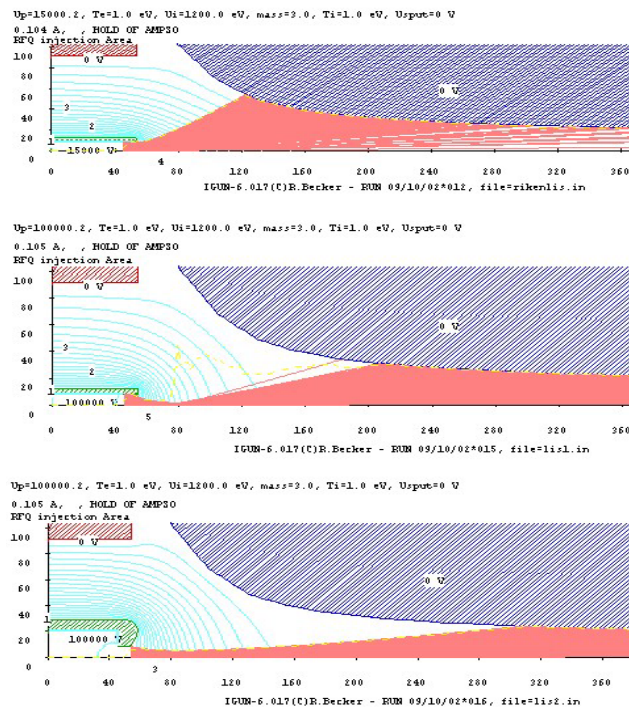 Up=15000.2, Te=1.0 eV, Ui=1200.0 eV, mass=3.0, Ti=1.0 eV, Usput=0 V
0.104 A, , HOLD OF AMPSO
RFQ injection Area
100
0 V
80
0 V
60
3
40
2
20
1
-15000 V
0
0 40 80 120 160 200 240 280 320 360
4
IGUN-6.017(C)R.Becker - RUN 09/10/02*012, file=rikenlis.in
Up=100000.2, Te=1.0 eV, Ui=1200.0 eV, mass=3.0, Ti=1.0 eV, Usput=0 V
0.105 A, , HOLD OF AMPSO
RFQ injection Area
100
0 V
80
60
0 V
3
40
2
20
1
100000 V
0
0 40 80 120 160 200 240 280 320 360
5
IGUN-6.017(C)R.Becker - RUN 09/10/02*015, file=lis1.in
Up=100000.2, Te=1.0 eV, Ui=1200.0 eV, mass=3.0, Ti=1.0 eV, Usput=0 V
0.105 A, , HOLD OF AMPSO
RFQ injection Area
100
0 V
80
60
0 V
40
1
20
100000 V
0
0 40 80 120 160 200 240 280 320 360
3
IGUN-6.017(C)R.Becker - RUN 09/10/02*016, file=lis2.in